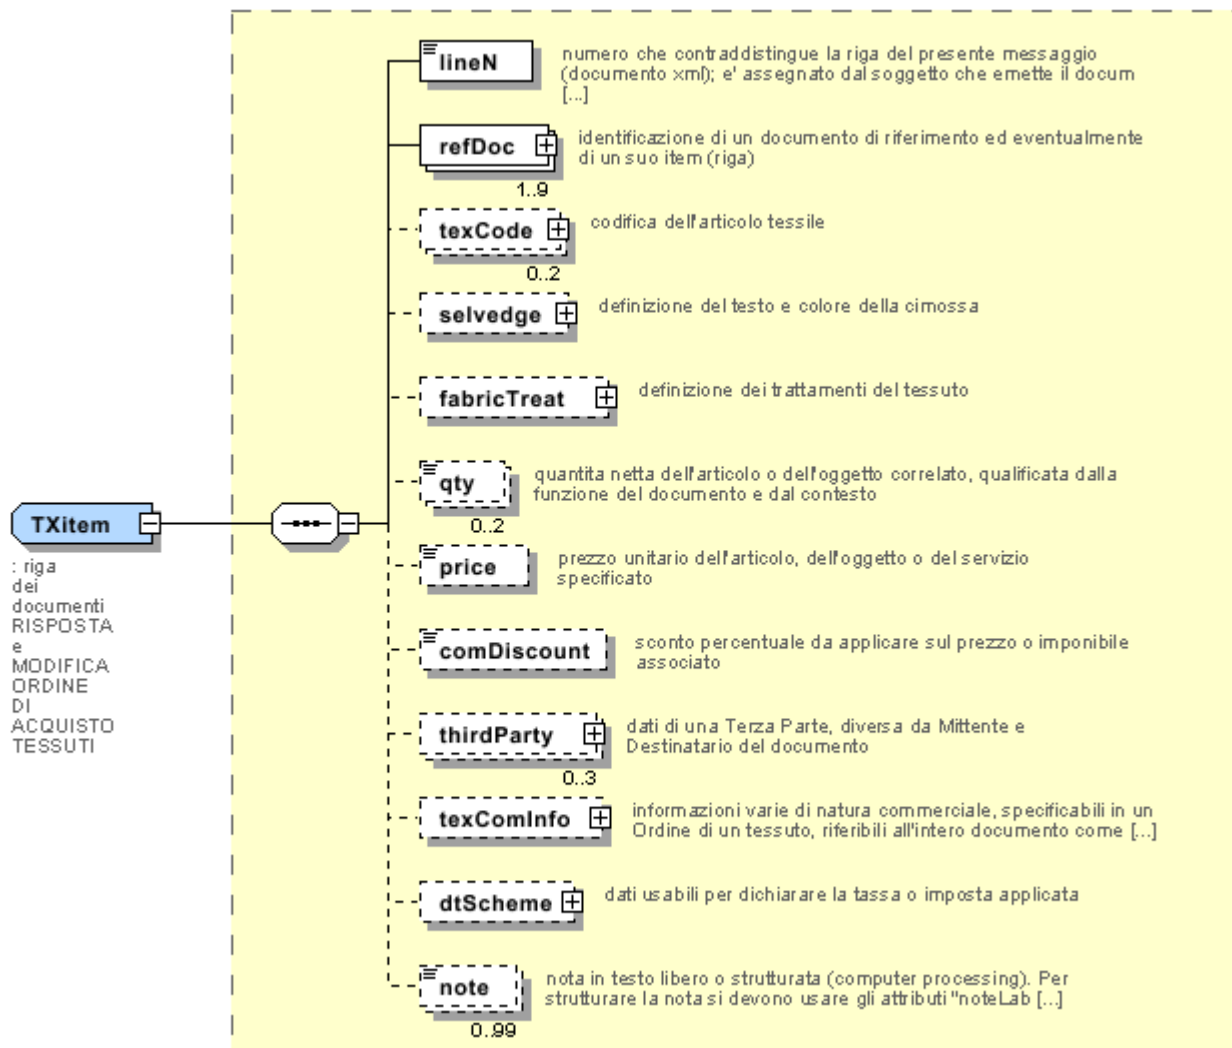 lineN
numero che contraddistingue la riga del presente messaggio
(documento xml); e' assegnato dal soggetto che emette il docum
[...]
refDoc
identificazione di un documento di riferimento ed eventualmente
di un suo item (riga)
1..9
texCode
codifica dell'articolo tessile
0..2
selvedge
definizione del testo e colore della cimossa
fabricTreat
definizione dei trattamenti del tessuto
qty
quantita netta dell'articolo o dell'oggetto correlato, qualificata dalla
funzione del documento e dal contesto
0..2
TXitem
: riga
dei
documenti
RISPOSTA
e
MODIFICA
ORDINE
DI
ACQUISTO
TESSUTI
price
prezzo unitario dell'articolo, dell'oggetto o del servizio
specificato
comDiscount
sconto percentuale da applicare sul prezzo o imponibile
associato
thirdParty
dati di una Terza Parte, diversa da Mittente e
Destinatario del documento
0..3
texComInfo
informazioni varie di natura commerciale, specificabili in un
Ordine di un tessuto, riferibili all'intero documento come [...]
dtScheme
dati usabili per dichiarare la tassa o imposta applicata
note
nota in testo libero o strutturata (computer processing). Per
strutturare la nota si devono usare gli attributi "noteLab [...]
0..99